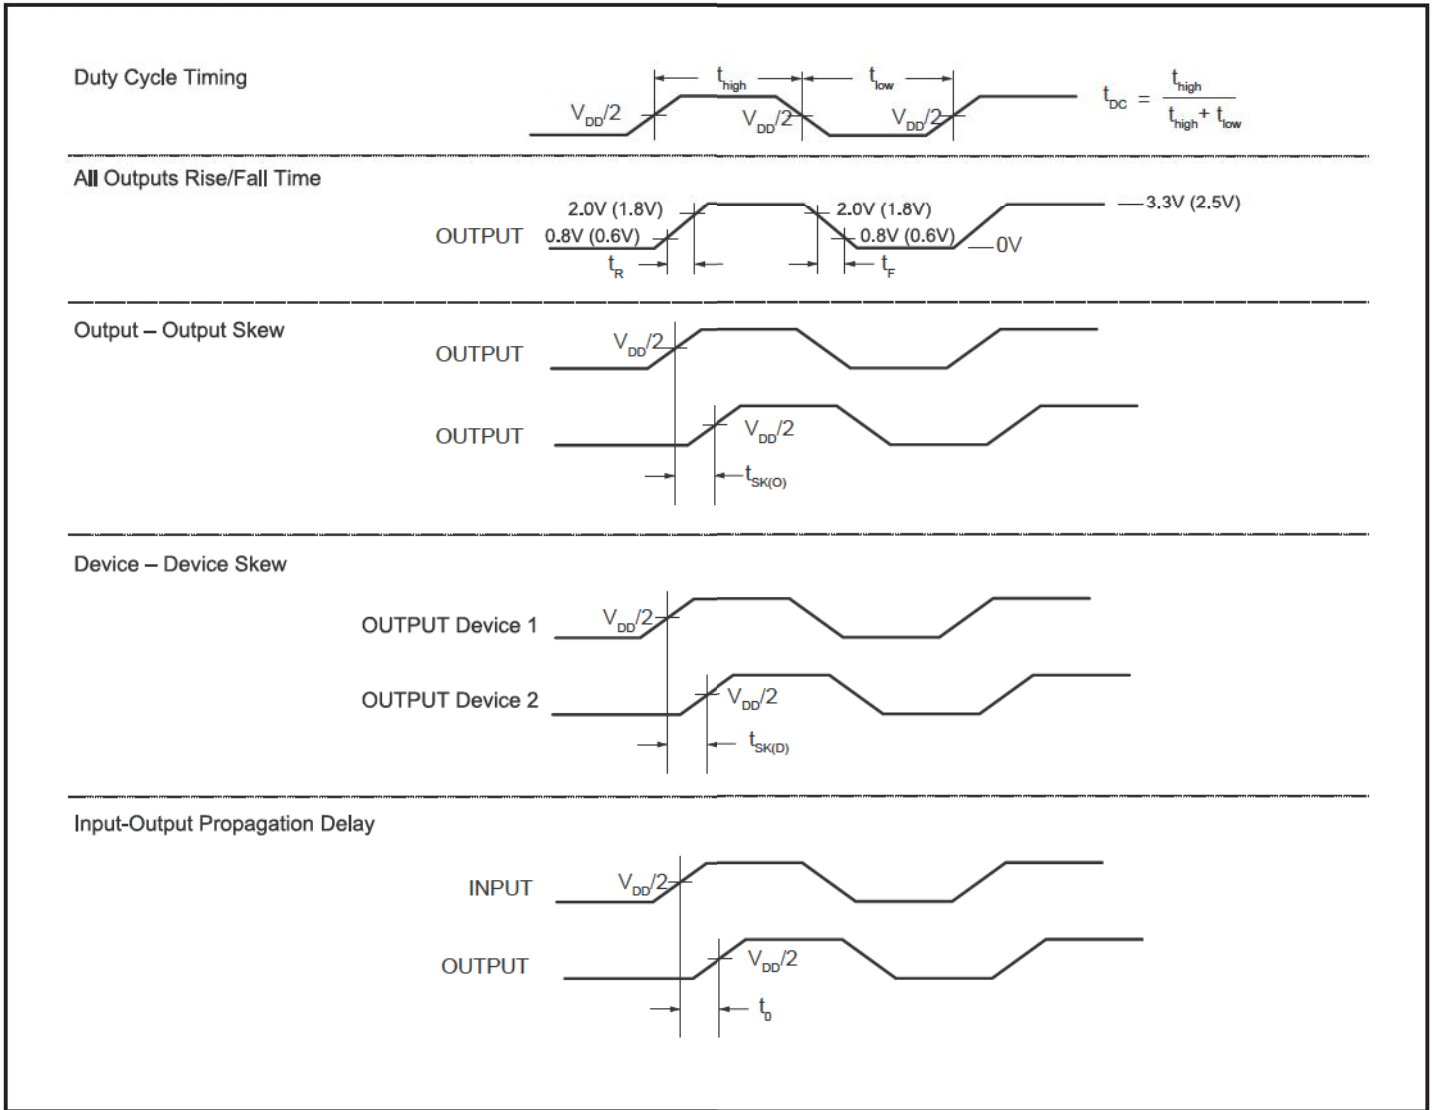 Duty Cycle Timing
t_high
t_low
V_DD/2
V_DD/2
V_DD/2
t_DC = t_high / t_high + t_low
All Outputs Rise/Fall Time
OUTPUT
2.0V (1.8V)
0.8V (0.6V)
2.0V (1.8V)
0.8V (0.6V)
3.3V (2.5V)
0V
t_R
t_F
Output – Output Skew
OUTPUT
V_DD/2
OUTPUT
V_DD/2
t_SK(O)
Device – Device Skew
OUTPUT Device 1
V_DD/2
OUTPUT Device 2
V_DD/2
t_SK(D)
Input-Output Propagation Delay
INPUT
V_DD/2
OUTPUT
V_DD/2
t_0